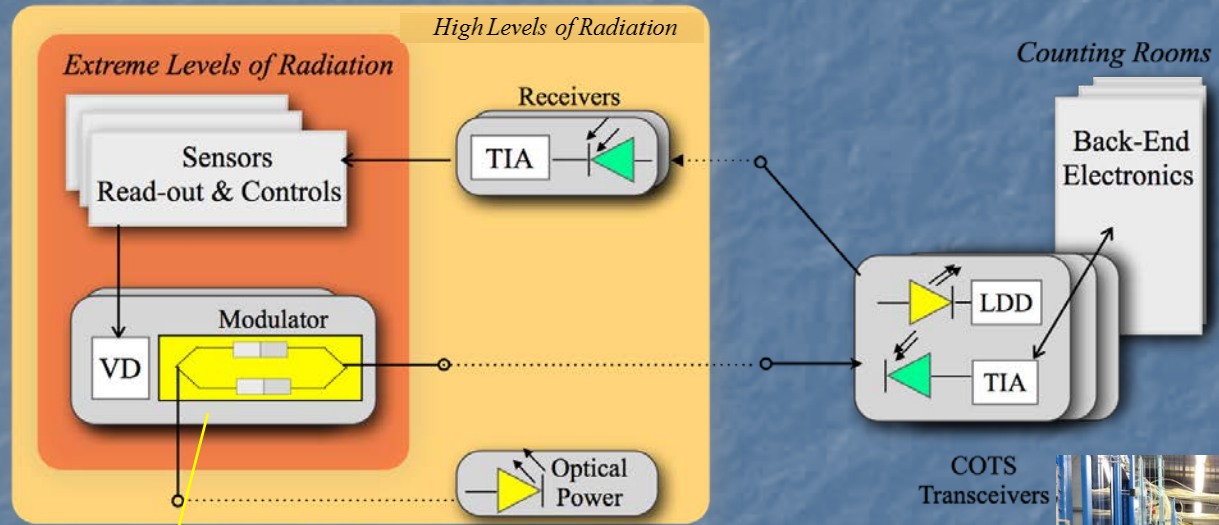 High Levels of Radiation
Extreme Levels of Radiation
Counting Rooms
Receivers
TIA
Sensors
Read-out & Controls
Back-End
Electronics
LDD
Modulator
VD
TIA
Optical
Power
COTS
Transceivers